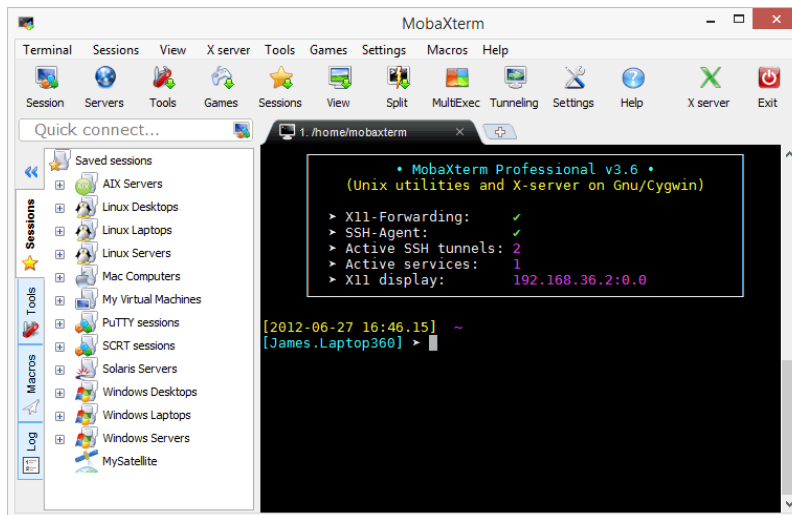 MobaXterm
Terminal Sessions View X server Tools Games Settings Macros Help
Session Servers Tools Games Sessions View Split MultiExec Tunneling Settings Help X server Exit
Quick connect...
1. /home/mobaxterm
Saved sessions
AIX Servers
Linux Desktops
Linux Laptops
Linux Servers
Mac Computers
My Virtual Machines
PuTTY sessions
SCRT sessions
Solaris Servers
Windows Desktops
Windows Laptops
Windows Servers
MySatellite
Sessions
Tools
Macros
Log
• MobaXterm Professional v3.6 •
(Unix utilities and X-server on Gnu/Cygwin)
➤ X11-Forwarding: ✔
➤ SSH-Agent: ✔
➤ Active SSH tunnels: 2
➤ Active services: 1
➤ X11 display: 192.168.36.2:0.0
[2012-06-27 16:46.15] ~
[James.Laptop360] ➤